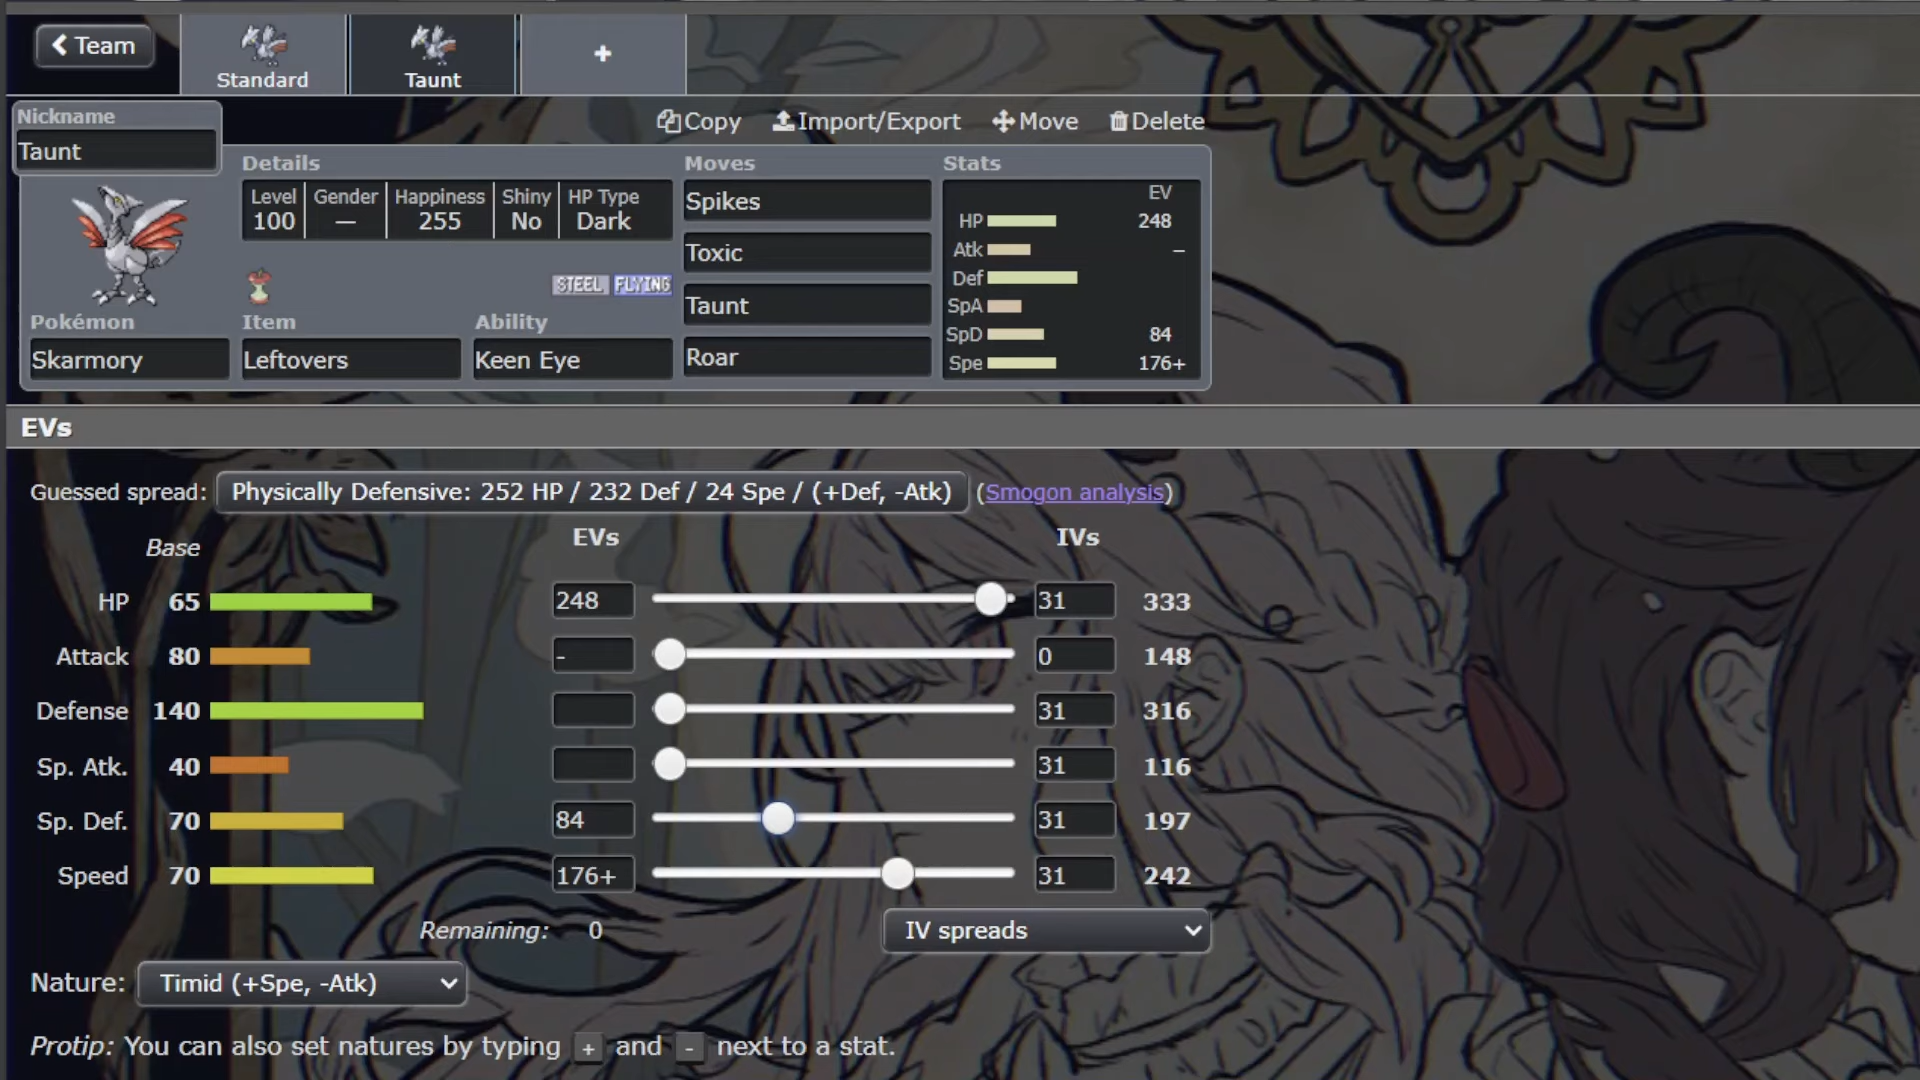 Team
Standard
Taunt
+
Nickname
Taunt
Copy
Import/Export
Move
Delete
Details
Level
100
Gender
—
Happiness
255
Shiny
No
HP Type
Dark
STEEL FLYING
Pokémon
Skarmory
Item
Leftovers
Ability
Keen Eye
Moves
Spikes
Toxic
Taunt
Roar
Stats
EV
HP 248
Atk –
Def
SpA
SpD 84
Spe 176+
EVs
Guessed spread: Physically Defensive: 252 HP / 232 Def / 24 Spe / (+Def, -Atk) (Smogon analysis)
Base EVs IVs
HP 65 248 31 333
Attack 80 - 0 148
Defense 140 31 316
Sp. Atk. 40 31 116
Sp. Def. 70 84 31 197
Speed 70 176+ 31 242
Remaining: 0 IV spreads
Nature: Timid (+Spe, -Atk)
Protip: You can also set natures by typing + and - next to a stat.